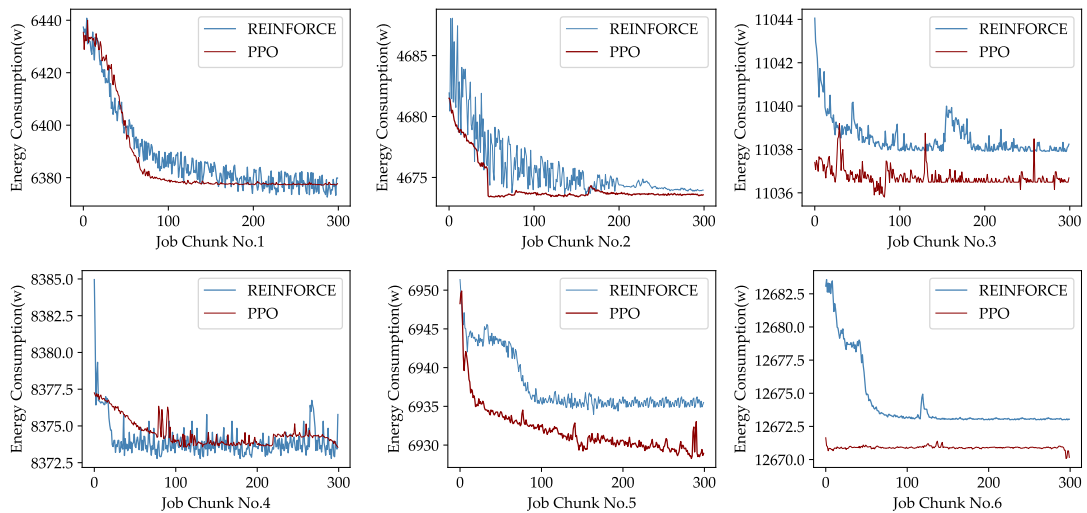 Energy Consumption(w)
6440
6420
6400
6380
REINFORCE
PPO
0
100
200
300
Job Chunk No.1
Energy Consumption(w)
4685
4680
4675
REINFORCE
PPO
0
100
200
300
Job Chunk No.2
Energy Consumption(w)
11044
11042
11040
11038
11036
REINFORCE
PPO
0
100
200
300
Job Chunk No.3
Energy Consumption(w)
8385.0
8382.5
8380.0
8377.5
8375.0
8372.5
REINFORCE
PPO
0
100
200
300
Job Chunk No.4
Energy Consumption(w)
6950
6945
6940
6935
6930
REINFORCE
PPO
0
100
200
300
Job Chunk No.5
Energy Consumption(w)
12682.5
12680.0
12677.5
12675.0
12672.5
12670.0
REINFORCE
PPO
0
100
200
300
Job Chunk No.6